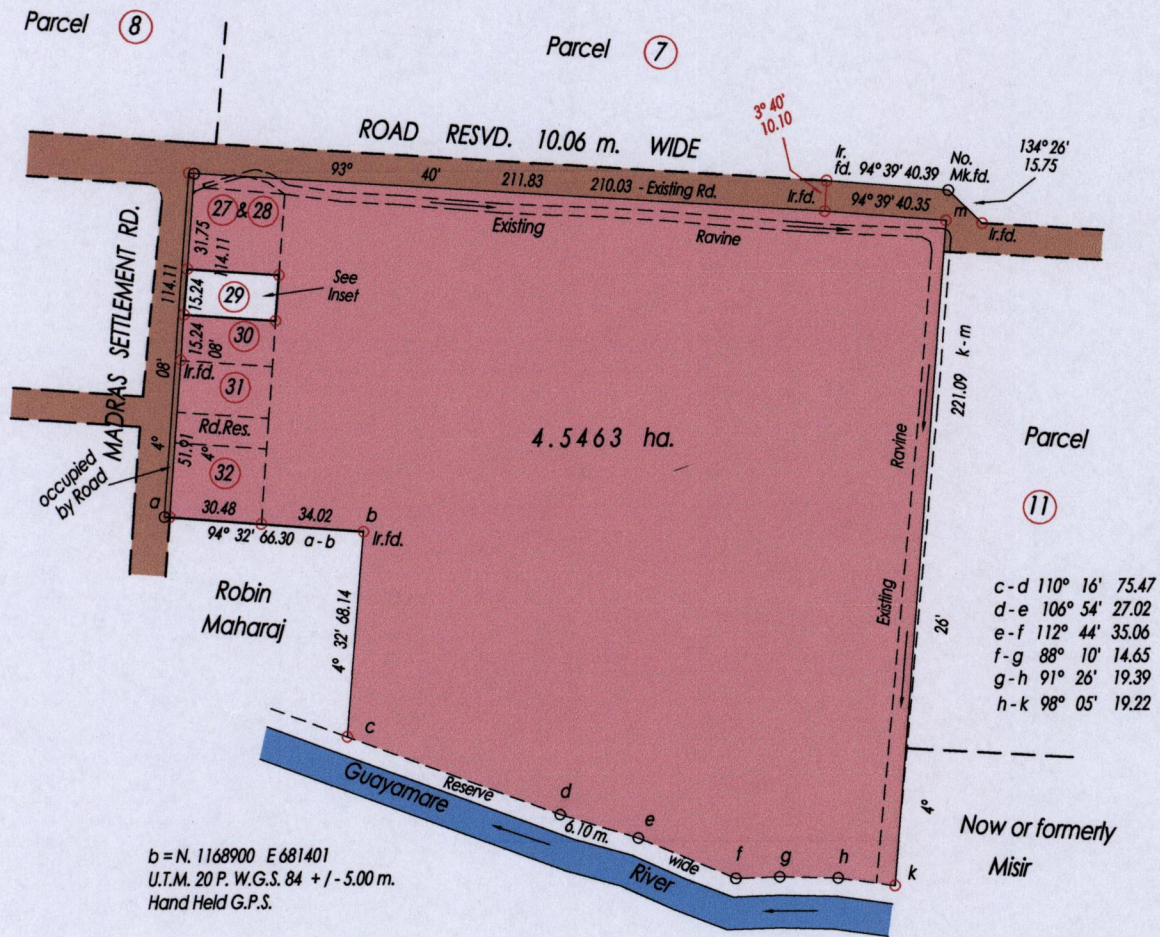 Parcel 8
Parcel 7
ROAD RESVD. 10.06 m. WIDE
3° 40'
10.10
Ir.
fd.
94° 39' 40.39
No.
Mk.fd.
134° 26'
15.75
93° 40' 211.83 210.03 - Existing Rd.
Ir.fd.
94° 39' 40.35
m
Ir.fd.
27 & 28
Existing
Ravine
31.75
114.11
See
Inset
29
15.24
114.11
MADRAS SETTLEMENT RD.
30
15.24
08'
08'
Ir.fd.
31
Rd.Res.
32
51.91
4°
4°
occupied
by Road
4.5463 ha.
221.09 k - m
Ravine
Existing
26'
4°
Parcel
11
a
30.48
34.02
b
Ir.fd.
94° 32' 66.30 a - b
Robin
Maharaj
4° 32' 68.14
c - d 110° 16' 75.47
d - e 106° 54' 27.02
e - f 112° 44' 35.06
f - g 88° 10' 14.65
g - h 91° 26' 19.39
h - k 98° 05' 19.22
c
Reserve
d
6.10 m.
e
wide
f
g
h
k
Guayamare
River
Now or formerly
Misir
b = N. 1168900 E 681401
U.T.M. 20 P. W.G.S. 84 + / - 5.00 m.
Hand Held G.P.S.